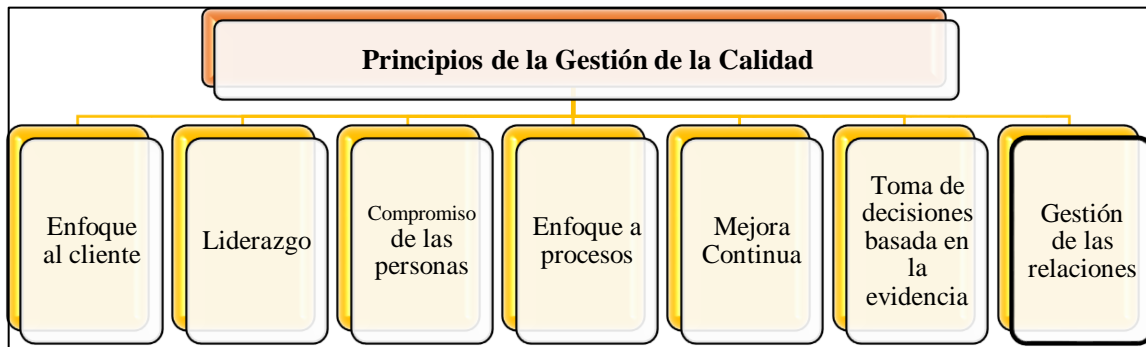 Principios de la Gestión de la Calidad
Enfoque
al cliente
Liderazgo
Compromiso
de las
personas
Enfoque a
procesos
Mejora
Continua
Toma de
decisiones
basada en
la
evidencia
Gestión
de las
relaciones